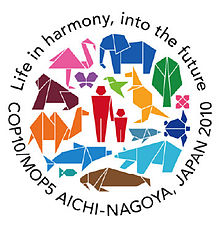 Life in harmony, into the future
COP10/MOP5 AICHI-NAGOYA, JAPAN 2010